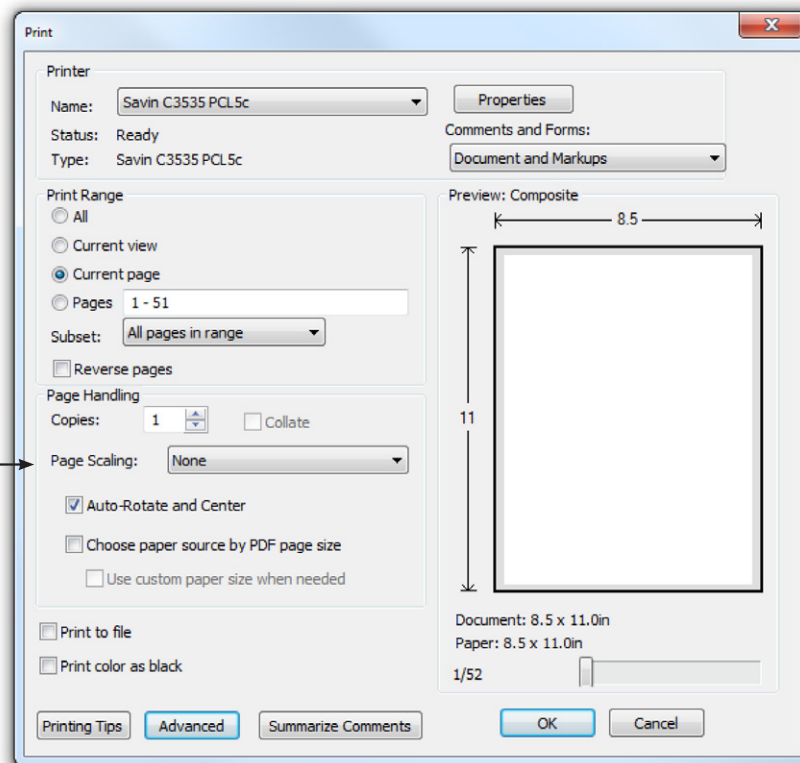 Print
Printer
Name: Savin C3535 PCL5c
Properties
Status: Ready
Comments and Forms:
Type: Savin C3535 PCL5c
Document and Markups
Print Range
All
Current view
Current page
Pages 1 - 51
Subset: All pages in range
Reverse pages
Page Handling
Copies: 1 Collate
Page Scaling: None
Auto-Rotate and Center
Choose paper source by PDF page size
Use custom paper size when needed
Print to file
Print color as black
Preview: Composite
8.5
11
Document: 8.5 x 11.0in
Paper: 8.5 x 11.0in
1/52
Printing Tips Advanced Summarize Comments OK Cancel